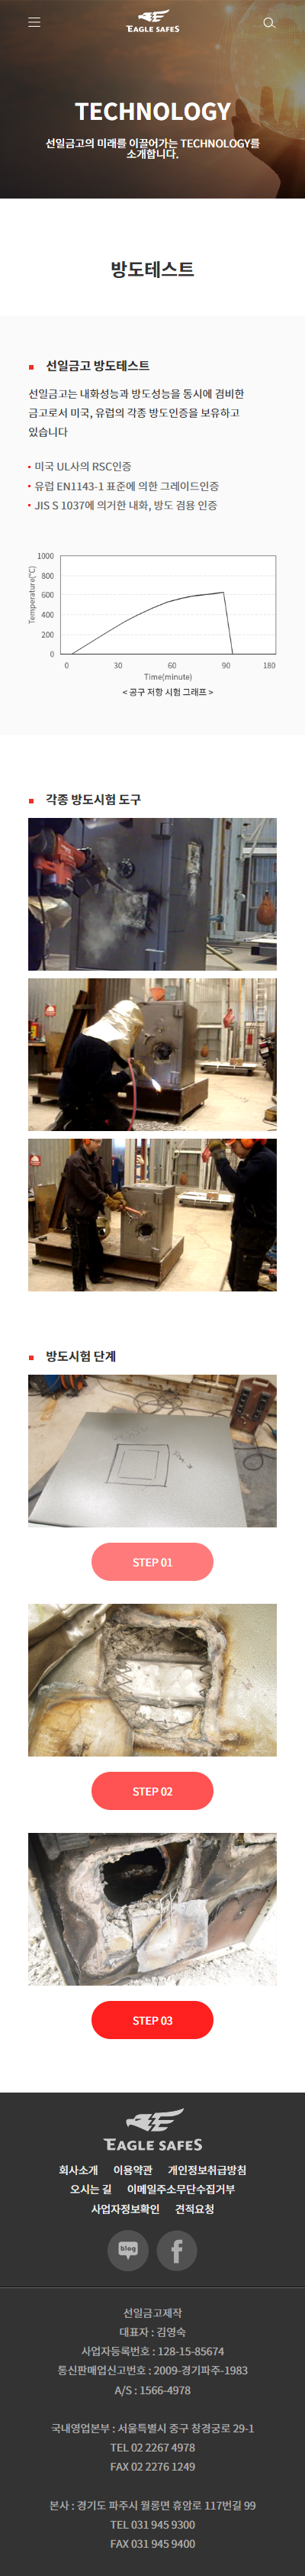 EAGLE SAFES
TECHNOLOGY
선일금고의 미래를 이끌어가는 TECHNOLOGY를
소개합니다.
방도테스트
선일금고 방도테스트
선일금고는 내화성능과 방도성능을 동시에 겸비한
금고로서 미국, 유럽의 각종 방도인증을 보유하고
있습니다
미국 UL사의 RSC인증
유럽 EN1143-1 표준에 의한 그레이드인증
JIS S 1037에 의거한 내화, 방도 겸용 인증
Temperature(℃)
1000
800
600
400
200
0
0 30 60 90 180
Time(minute)
< 공구 저항 시험 그래프 >
각종 방도시험 도구
방도시험 단계
STEP 01
STEP 02
STEP 03
EAGLE SAFES
회사소개 이용약관 개인정보취급방침
오시는 길 이메일주소무단수집거부
사업자정보확인 견적요청
blog
선일금고제작
대표자 : 김영숙
사업자등록번호 : 128-15-85674
통신판매업신고번호 : 2009-경기파주-1983
A/S : 1566-4978
국내영업본부 : 서울특별시 중구 창경궁로 29-1
TEL 02 2267 4978
FAX 02 2276 1249
본사 : 경기도 파주시 월롱면 휴암로 117번길 99
TEL 031 945 9300
FAX 031 945 9400